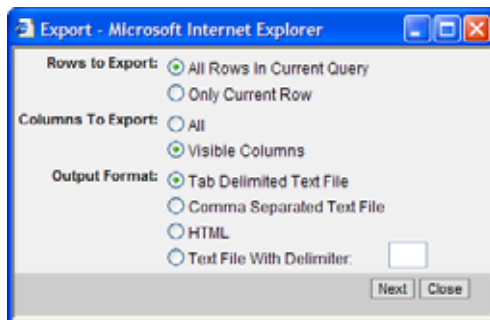 Export - Microsoft Internet Explorer
Rows to Export: All Rows In Current Query
Only Current Row
Columns To Export: All
Visible Columns
Output Format: Tab Delimited Text File
Comma Separated Text File
HTML
Text File With Delimiter:
Next Close